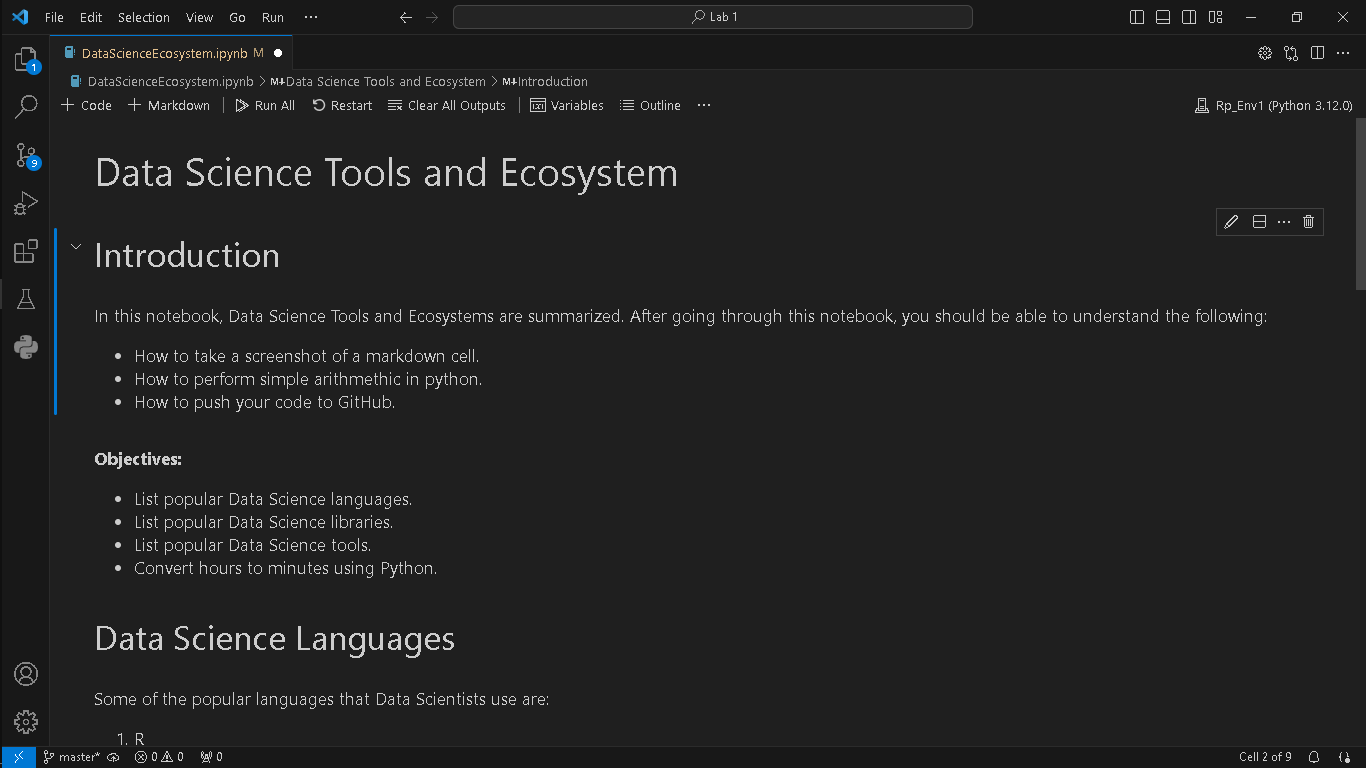 File Edit Selection View Go Run ...
Lab 1
DataScienceEcosystem.ipynb M
DataScienceEcosystem.ipynb > M↓Data Science Tools and Ecosystem > M↓Introduction
+ Code + Markdown | Run All Restart Clear All Outputs | Variables Outline ...
Rp_Env1 (Python 3.12.0)
1
9
Data Science Tools and Ecosystem
Introduction
In this notebook, Data Science Tools and Ecosystems are summarized. After going through this notebook, you should be able to understand the following:
• How to take a screenshot of a markdown cell.
• How to perform simple arithmethic in python.
• How to push your code to GitHub.
Objectives:
• List popular Data Science languages.
• List popular Data Science libraries.
• List popular Data Science tools.
• Convert hours to minutes using Python.
Data Science Languages
Some of the popular languages that Data Scientists use are:
1. R
master* 0 0 0 Cell 2 of 9